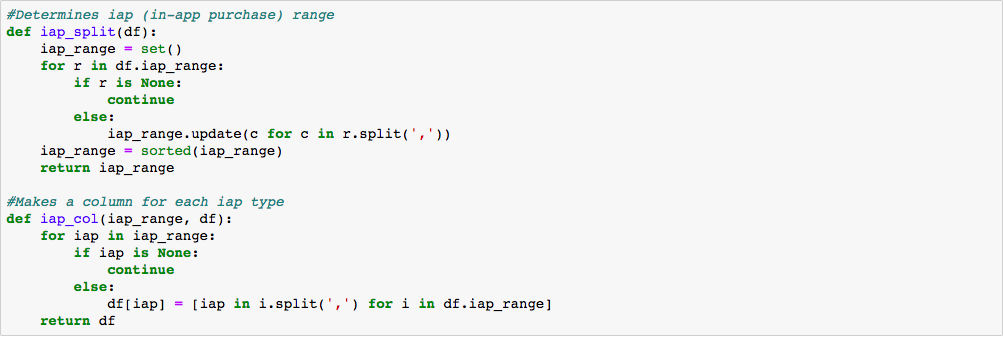 #Determines iap (in-app purchase) range
def iap_split(df):
    iap_range = set()
    for r in df.iap_range:
        if r is None:
            continue
        else:
            iap_range.update(c for c in r.split(','))
    iap_range = sorted(iap_range)
    return iap_range

#Makes a column for each iap type
def iap_col(iap_range, df):
    for iap in iap_range:
        if iap is None:
            continue
        else:
            df[iap] = [iap in i.split(',') for i in df.iap_range]
    return df